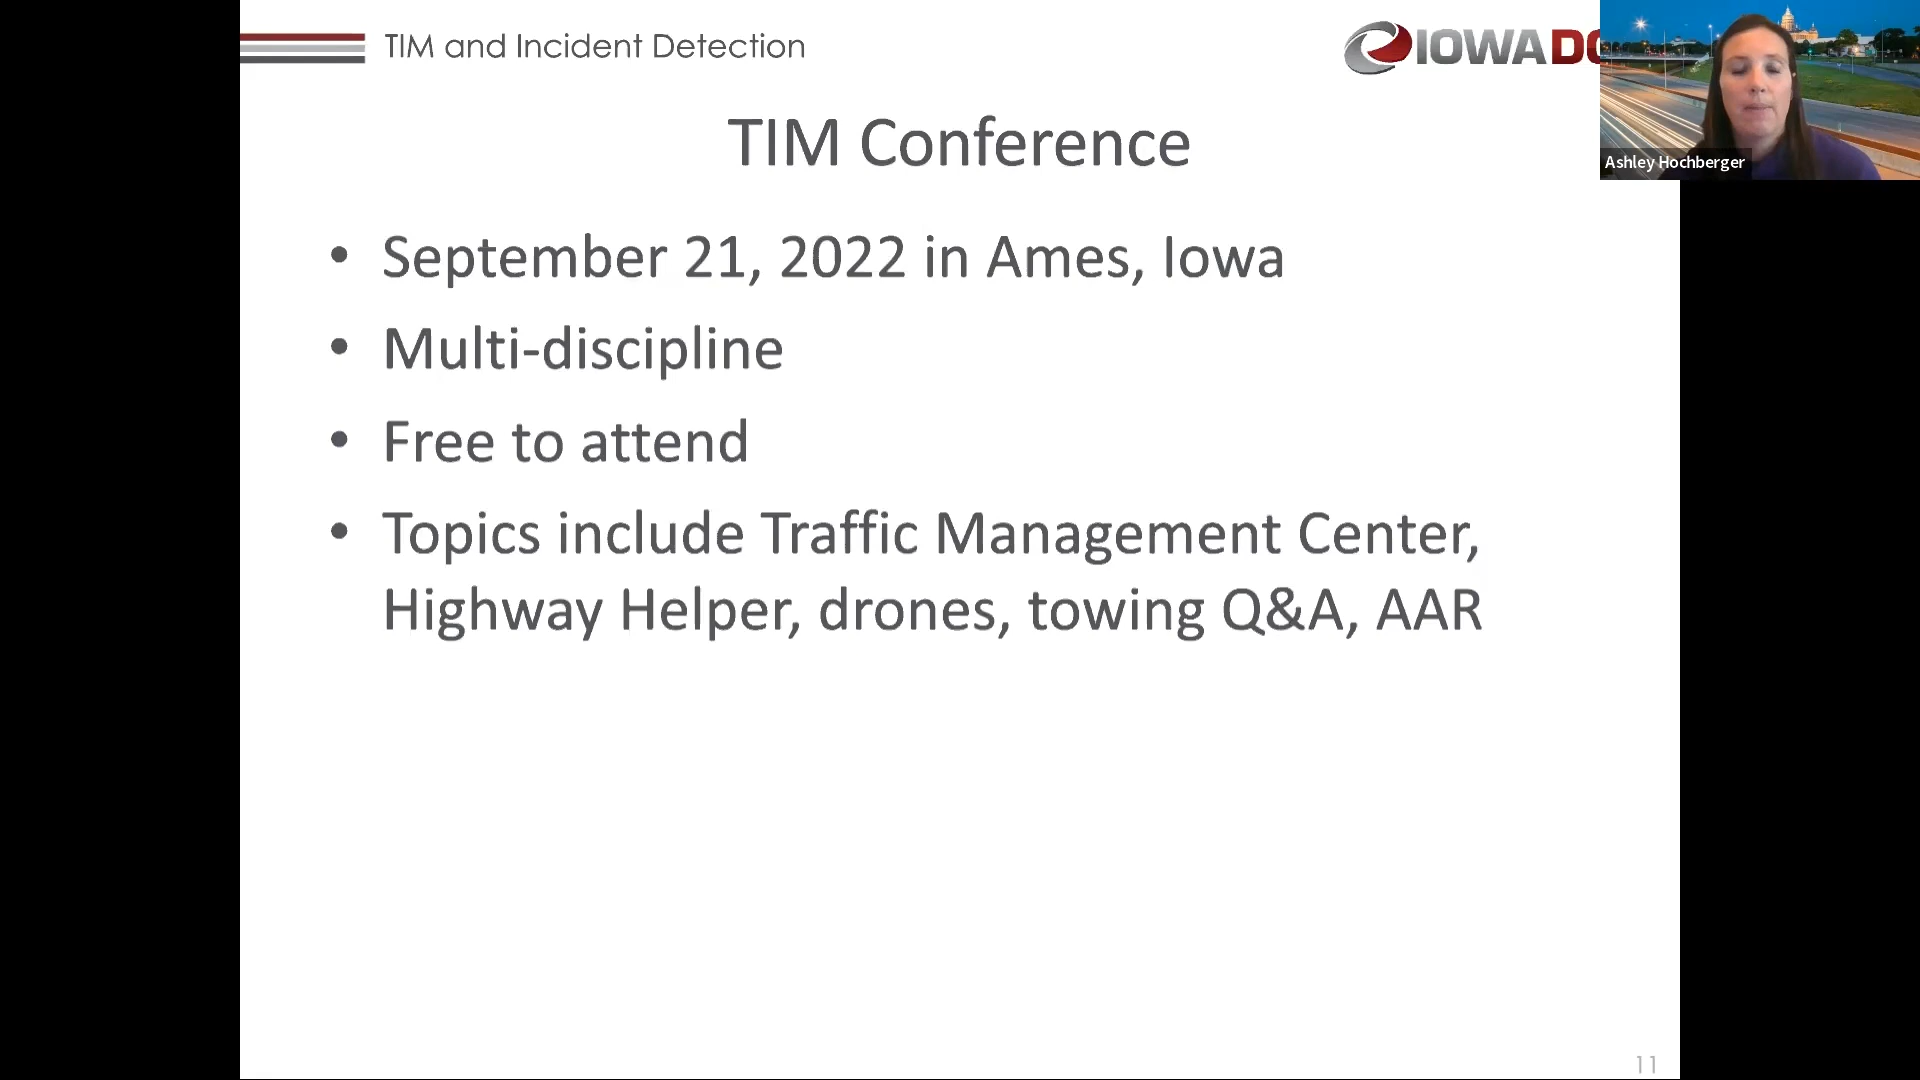 TIM and Incident Detection
IOWA
Ashley Hochberger
TIM Conference
• September 21, 2022 in Ames, Iowa
• Multi-discipline
• Free to attend
• Topics include Traffic Management Center,
Highway Helper, drones, towing Q&A, AAR
11